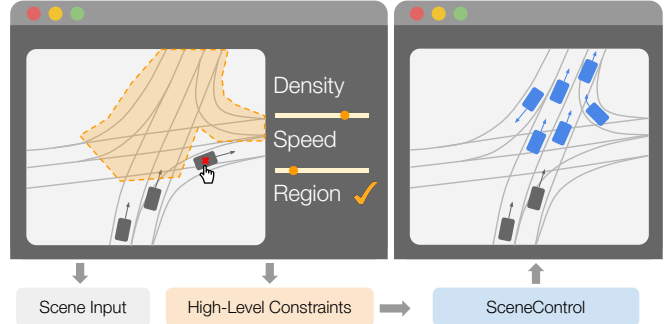 Density
Speed
Region
Scene Input
High-Level Constraints
SceneControl